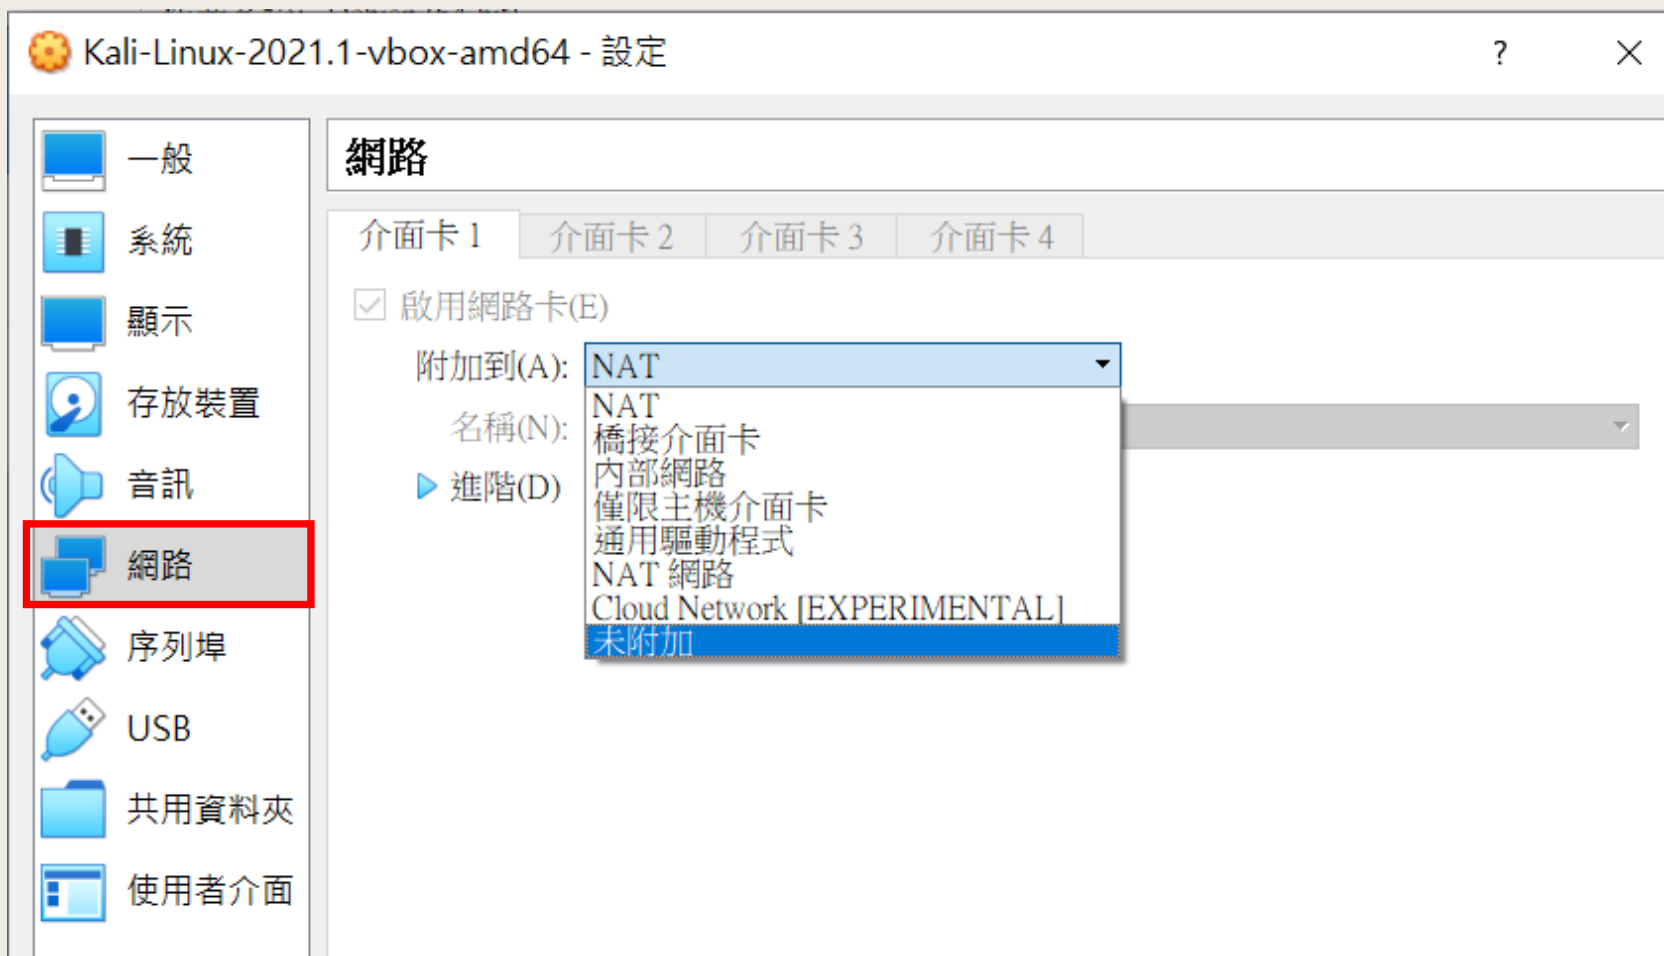 Kali-Linux-2021.1-vbox-amd64 - 設定
?
一般
系統
顯示
存放裝置
音訊
網路
序列埠
USB
共用資料夾
使用者介面
網路
介面卡 1 介面卡 2 介面卡 3 介面卡 4
啟用網路卡(E)
附加到(A): NAT
名稱(N):
進階(D)
NAT
橋接介面卡
內部網路
僅限主機介面卡
通用驅動程式
NAT 網路
Cloud Network [EXPERIMENTAL]
未附加